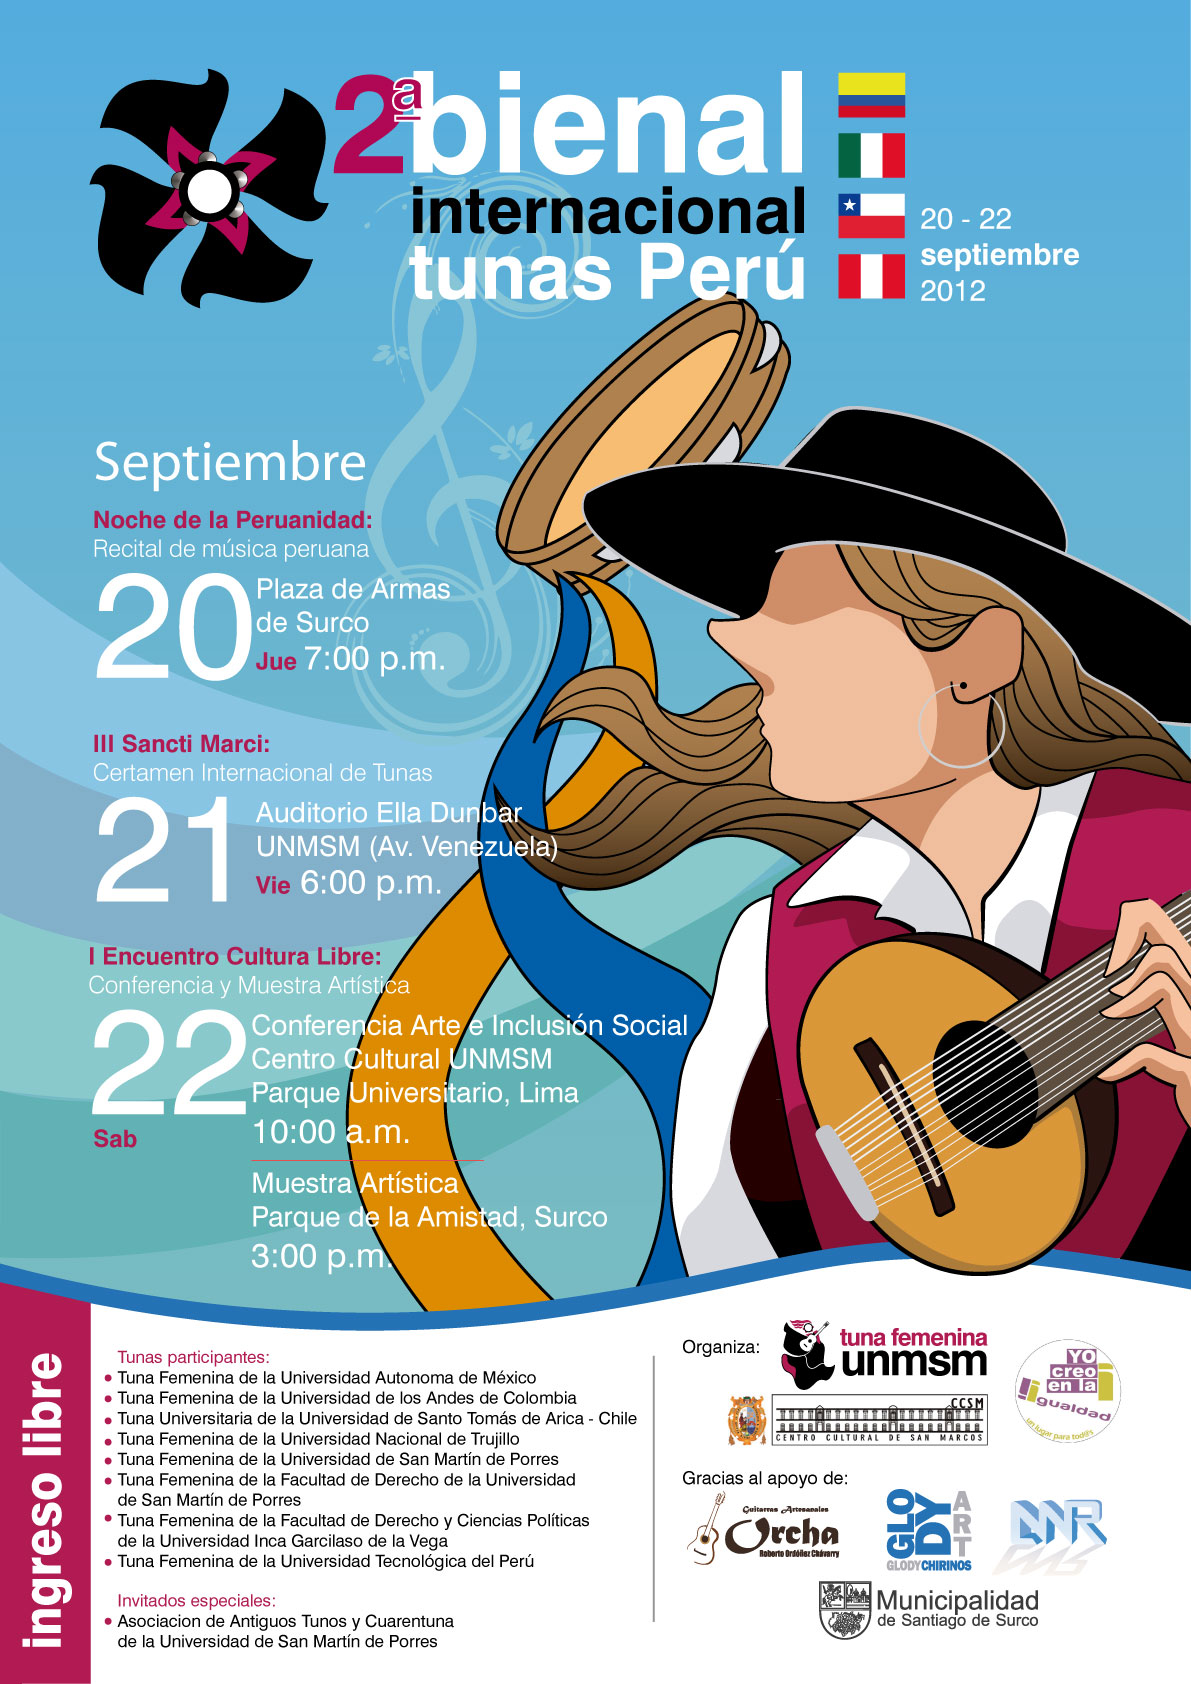 2ª bienal
internacional
tunas Perú
20 - 22
septiembre
2012
Septiembre
Noche de la Peruanidad:
Recital de música peruana
20
Plaza de Armas
de Surco
Jue 7:00 p.m.
III Sancti Marci:
Certamen Internacional de Tunas
21
Auditorio Ella Dunbar
UNMSM (Av. Venezuela)
Vie 6:00 p.m.
I Encuentro Cultura Libre:
Conferencia y Muestra Artística
22
Sab
Conferencia Arte e Inclusión Social
Centro Cultural UNMSM
Parque Universitario, Lima
10:00 a.m.
Muestra Artística
Parque de la Amistad, Surco
3:00 p.m.
ingreso libre
Tunas participantes:
• Tuna Femenina de la Universidad Autonoma de México
• Tuna Femenina de la Universidad de los Andes de Colombia
• Tuna Universitaria de la Universidad de Santo Tomás de Arica - Chile
• Tuna Femenina de la Universidad Nacional de Trujillo
• Tuna Femenina de la Universidad de San Martín de Porres
• Tuna Femenina de la Facultad de Derecho de la Universidad
de San Martín de Porres
• Tuna Femenina de la Facultad de Derecho y Ciencias Políticas
de la Universidad Inca Garcilaso de la Vega
• Tuna Femenina de la Universidad Tecnológica del Perú
Invitados especiales:
• Asociacion de Antiguos Tunos y Cuarentuna
de la Universidad de San Martín de Porres
Organiza:
tuna femenina
unmsm
CCSM
CENTRO CULTURAL DE SAN MARCOS
YO
creo
en la
igualdad
un lugar para tod@s
Gracias al apoyo de:
Guitarras Artesanales
Orcha
Roberto Ordóñez Chávarry
GLO
DY
ART
GLODYCHIRINOS
Municipalidad
de Santiago de Surco